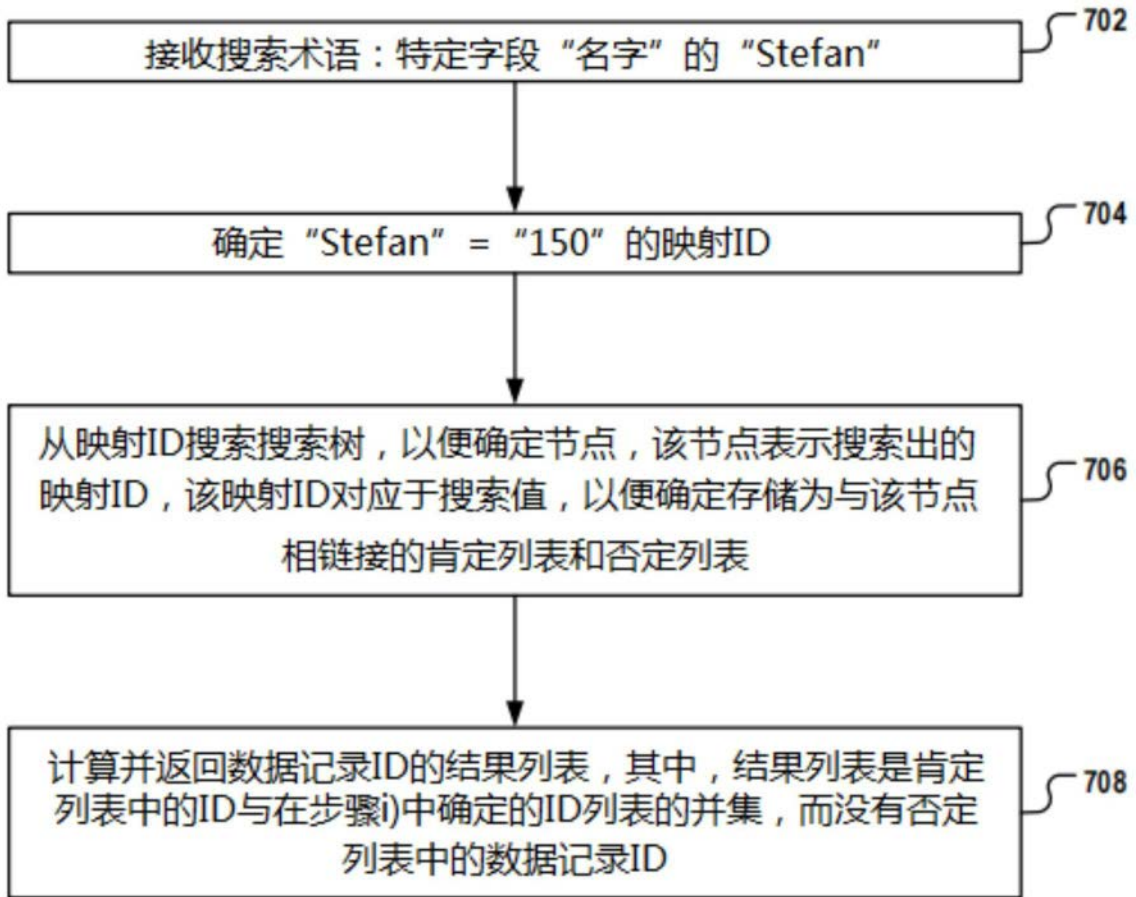 接收搜索术语：特定字段“名字”的“Stefan”
702
确定“Stefan” = “150”的映射ID
704
从映射ID搜索搜索树，以便确定节点，该节点表示搜索出的
映射ID，该映射ID对应于搜索值，以便确定存储为与该节点
相链接的肯定列表和否定列表
706
计算并返回数据记录ID的结果列表，其中，结果列表是肯定
列表中的ID与在步骤i)中确定的ID列表的并集，而没有否定
列表中的数据记录ID
708